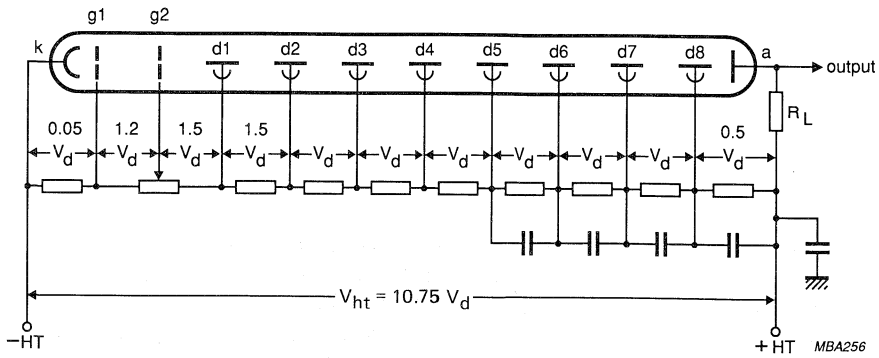 g1 g2
k d1 d2 d3 d4 d5 d6 d7 d8 a output
R_L
0.05 1.2 1.5 1.5 0.5
V_d V_d V_d V_d V_d V_d V_d V_d V_d V_d V_d
V_ht = 10.75 V_d
−HT + HT MBA256